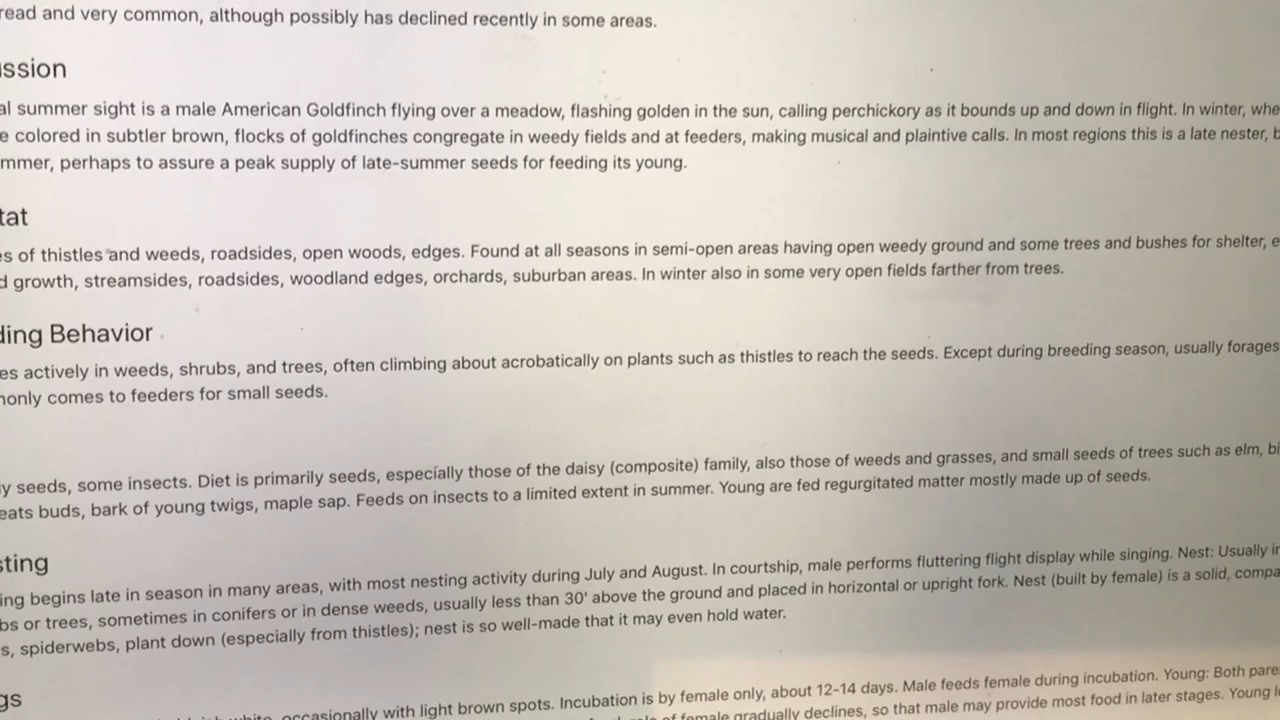 read and very common, although possibly has declined recently in some areas.
ssion
al summer sight is a male American Goldfinch flying over a meadow, flashing golden in the sun, calling perchickory as it bounds up and down in flight. In winter, whe
e colored in subtler brown, flocks of goldfinches congregate in weedy fields and at feeders, making musical and plaintive calls. In most regions this is a late nester, b
mmer, perhaps to assure a peak supply of late-summer seeds for feeding its young.
tat
s of thistles and weeds, roadsides, open woods, edges. Found at all seasons in semi-open areas having open weedy ground and some trees and bushes for shelter, e
d growth, streamsides, roadsides, woodland edges, orchards, suburban areas. In winter also in some very open fields farther from trees.
ding Behavior
es actively in weeds, shrubs, and trees, often climbing about acrobatically on plants such as thistles to reach the seeds. Except during breeding season, usually forages
monly comes to feeders for small seeds.
y seeds, some insects. Diet is primarily seeds, especially those of the daisy (composite) family, also those of weeds and grasses, and small seeds of trees such as elm, bi
eats buds, bark of young twigs, maple sap. Feeds on insects to a limited extent in summer. Young are fed regurgitated matter mostly made up of seeds.
sting
ing begins late in season in many areas, with most nesting activity during July and August. In courtship, male performs fluttering flight display while singing. Nest: Usually in
bs or trees, sometimes in conifers or in dense weeds, usually less than 30' above the ground and placed in horizontal or upright fork. Nest (built by female) is a solid, compa
s, spiderwebs, plant down (especially from thistles); nest is so well-made that it may even hold water.
gs
white, occasionally with light brown spots. Incubation is by female only, about 12-14 days. Male feeds female during incubation. Young: Both pare
of female gradually declines, so that male may provide most food in later stages. Young